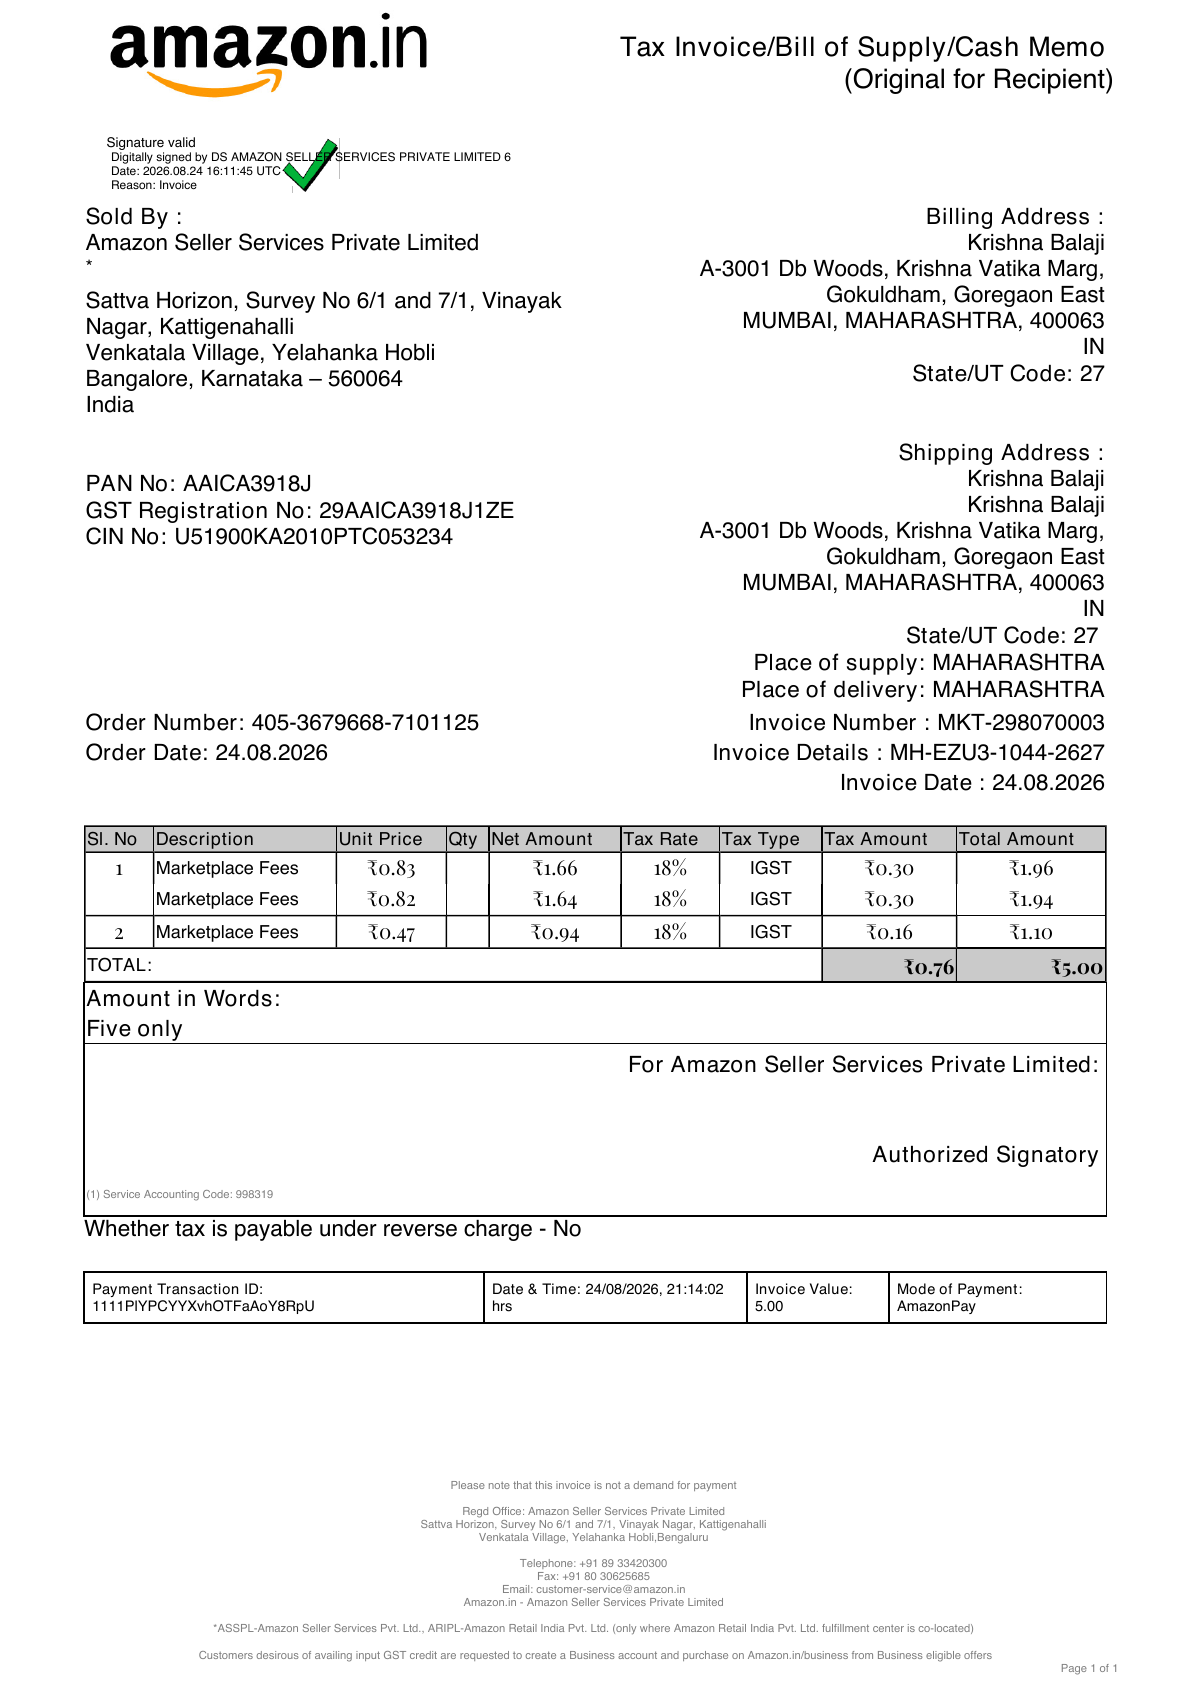 amazon.in
Tax Invoice/Bill of Supply/Cash Memo
(Original for Recipient)
Signature valid
Digitally signed by DS AMAZON SELLER SERVICES PRIVATE LIMITED 6
Date: 2026.08.24 16:11:45 UTC
Reason: Invoice
Sold By :
Amazon Seller Services Private Limited
*
Sattva Horizon, Survey No 6/1 and 7/1, Vinayak
Nagar, Kattigenahalli
Venkatala Village, Yelahanka Hobli
Bangalore, Karnataka – 560064
India
PAN No: AAICA3918J
GST Registration No: 29AAICA3918J1ZE
CIN No: U51900KA2010PTC053234
Billing Address :
Krishna Balaji
A-3001 Db Woods, Krishna Vatika Marg,
Gokuldham, Goregaon East
MUMBAI, MAHARASHTRA, 400063
IN
State/UT Code: 27
Shipping Address :
Krishna Balaji
Krishna Balaji
A-3001 Db Woods, Krishna Vatika Marg,
Gokuldham, Goregaon East
MUMBAI, MAHARASHTRA, 400063
IN
State/UT Code: 27
Place of supply: MAHARASHTRA
Place of delivery: MAHARASHTRA
Order Number: 405-3679668-7101125
Order Date: 24.08.2026
Invoice Number : MKT-298070003
Invoice Details : MH-EZU3-1044-2627
Invoice Date : 24.08.2026
Sl. No Description Unit Price Qty Net Amount Tax Rate Tax Type Tax Amount Total Amount
1 Marketplace Fees ₹0.83 ₹1.66 18% IGST ₹0.30 ₹1.96
Marketplace Fees ₹0.82 ₹1.64 18% IGST ₹0.30 ₹1.94
2 Marketplace Fees ₹0.47 ₹0.94 18% IGST ₹0.16 ₹1.10
TOTAL: ₹0.76 ₹5.00
Amount in Words:
Five only
For Amazon Seller Services Private Limited:
Authorized Signatory
(1) Service Accounting Code: 998319
Whether tax is payable under reverse charge - No
Payment Transaction ID:
1111PlYPCYYXvhOTFaAoY8RpU
Date & Time: 24/08/2026, 21:14:02
hrs
Invoice Value:
5.00
Mode of Payment:
AmazonPay
Please note that this invoice is not a demand for payment
Regd Office: Amazon Seller Services Private Limited
Sattva Horizon, Survey No 6/1 and 7/1, Vinayak Nagar, Kattigenahalli
Venkatala Village, Yelahanka Hobli,Bengaluru
Telephone: +91 89 33420300
Fax: +91 80 30625685
Email: customer-service@amazon.in
Amazon.in - Amazon Seller Services Private Limited
*ASSPL-Amazon Seller Services Pvt. Ltd., ARIPL-Amazon Retail India Pvt. Ltd. (only where Amazon Retail India Pvt. Ltd. fulfillment center is co-located)
Customers desirous of availing input GST credit are requested to create a Business account and purchase on Amazon.in/business from Business eligible offers
Page 1 of 1